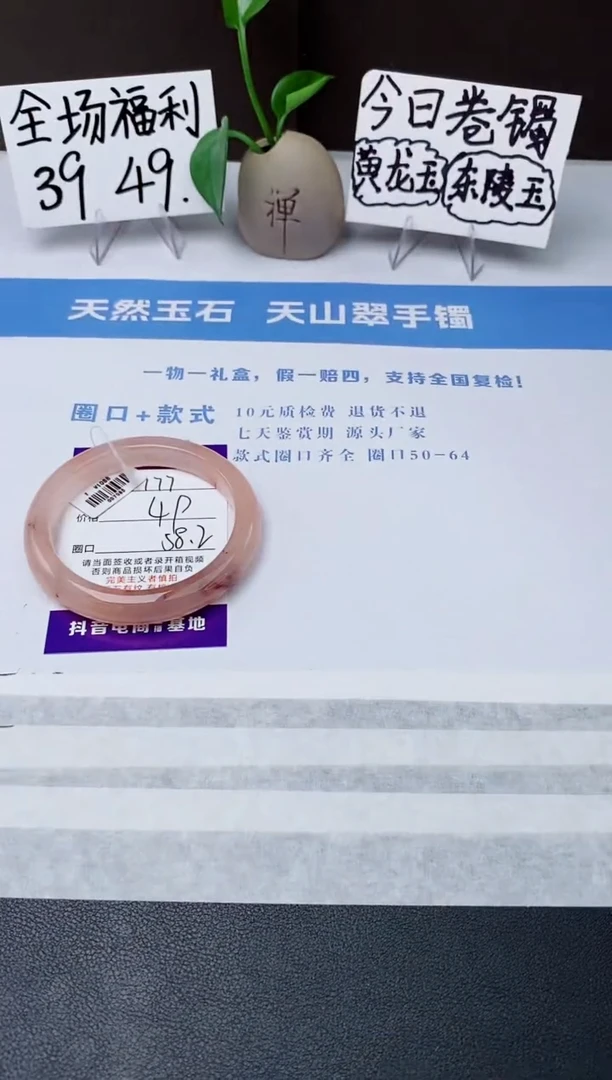 全场福利
39 49.
禅
今日卷镯
黄龙玉 东陵玉
天然玉石 天山翠手镯
一物一礼盒，假一赔四，支持全国复检！
圈口+款式
10元质检费 退货不退
七天鉴赏期 源头厂家
款式圈口齐全 圈口50-64
177
4P
圈口 58.2
请当面签收或者录开箱视频
否则商品损坏后果自负
完美主义者慎拍
抖音电商 基地